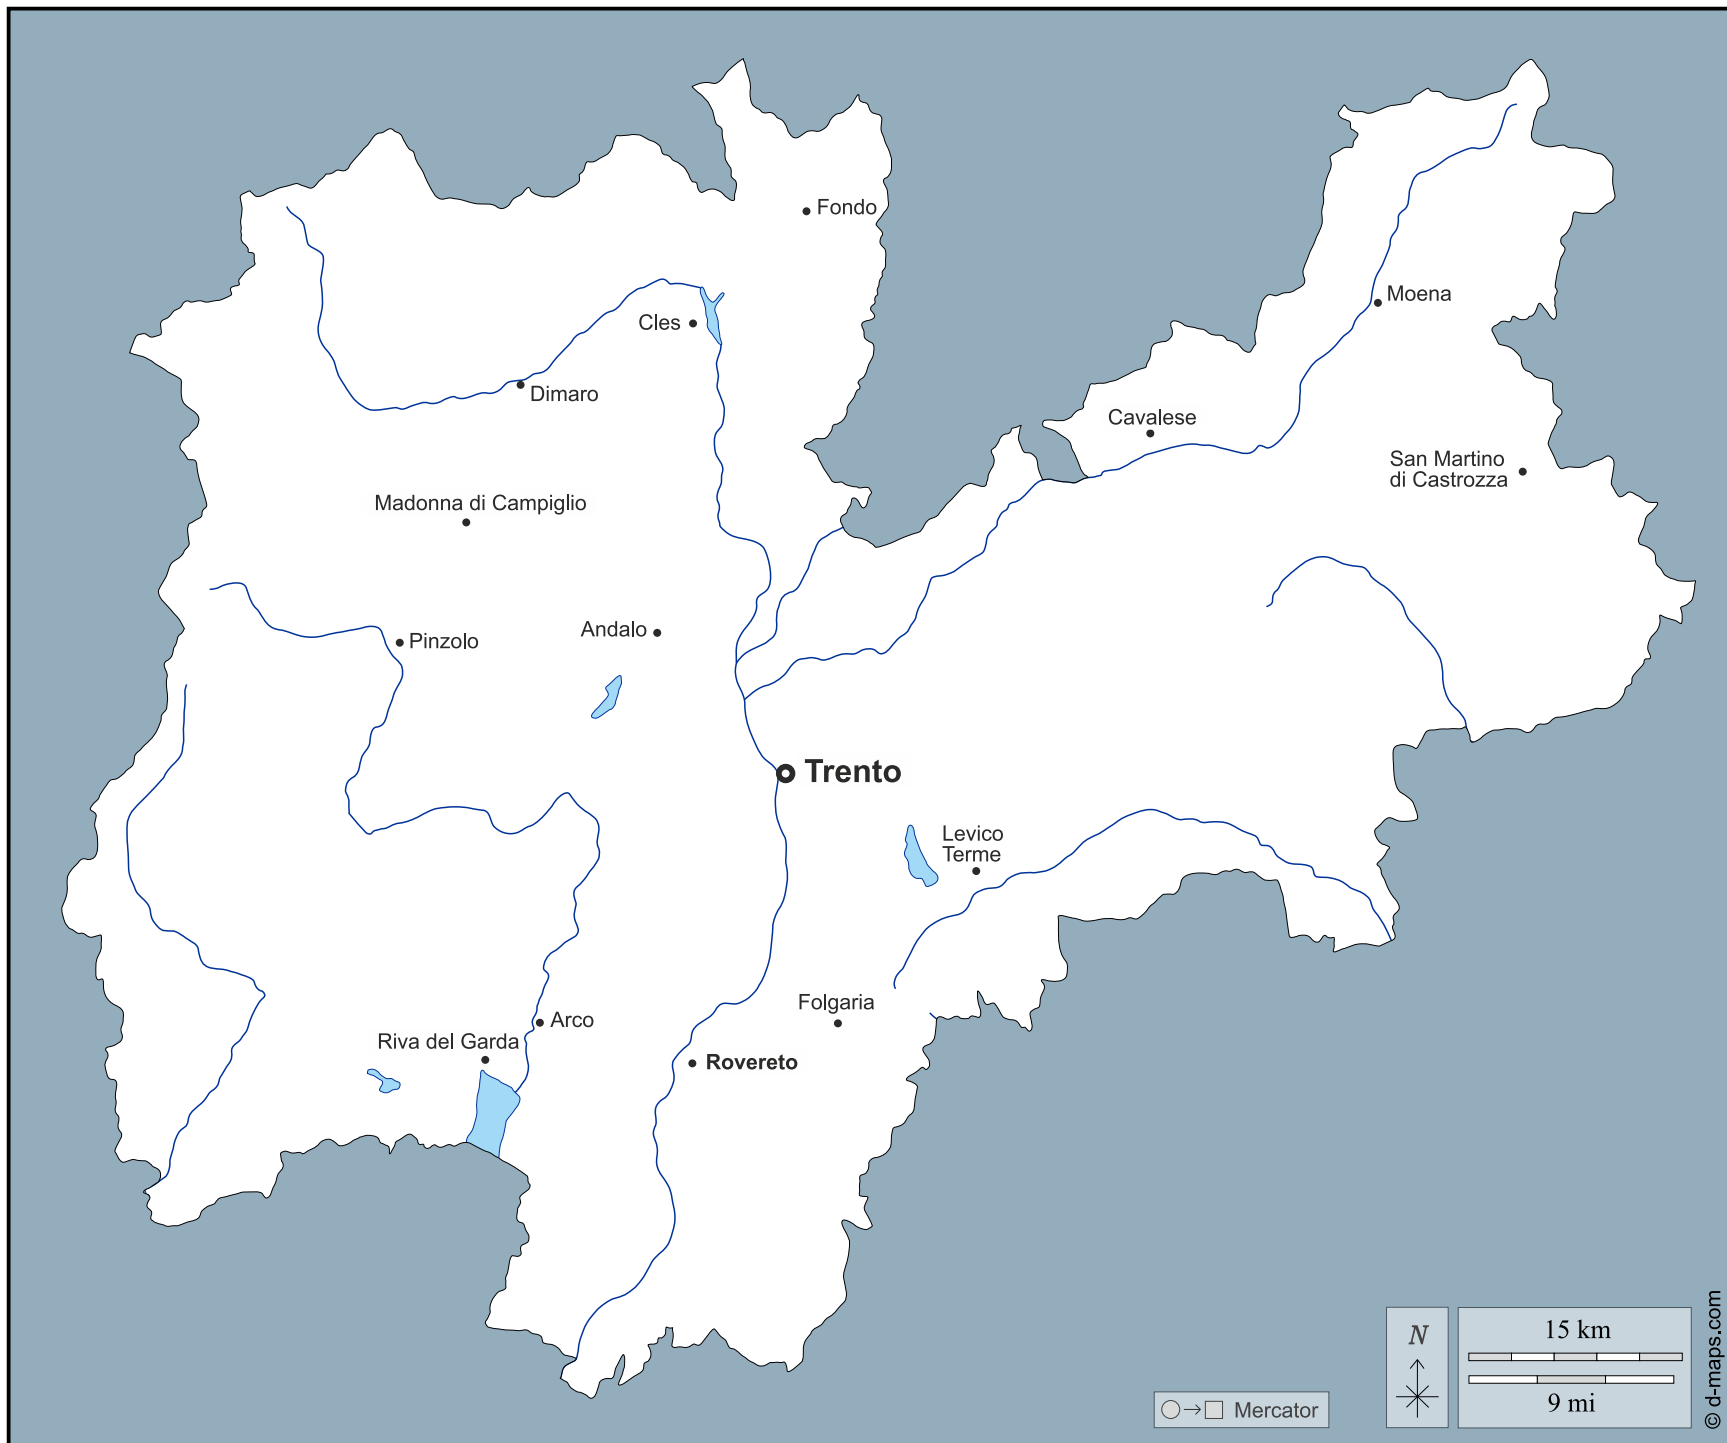 Fondo
Moena
Cles
Dimaro
Cavalese
San Martino
di Castrozza
Madonna di Campiglio
Andalo
Pinzolo
Trento
Levico
Terme
Folgaria
Arco
Riva del Garda
Rovereto
N
15 km
9 mi
Mercator
© d-maps.com